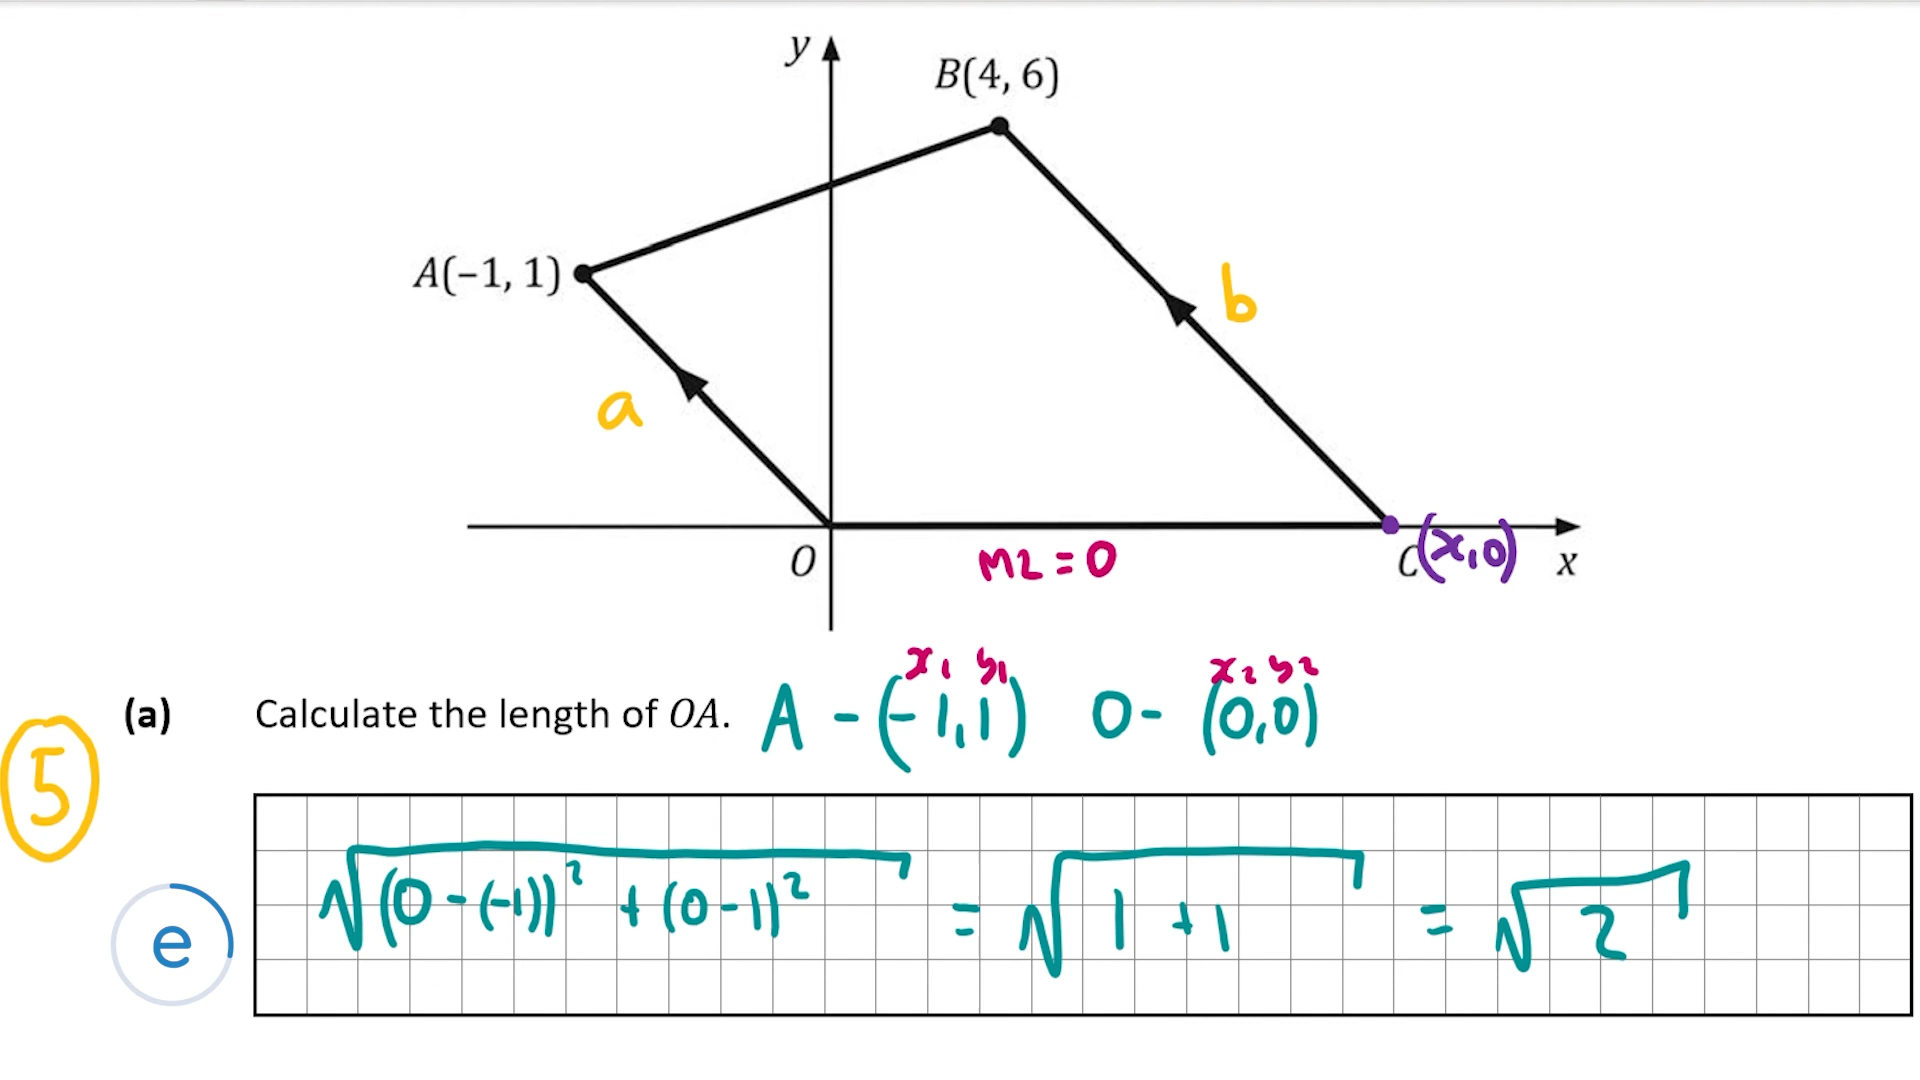 y
B(4, 6)
A(−1, 1)
b
a
O
m2 = 0
C(x,0)
x
x1 y1
x2 y2
(a) Calculate the length of OA. A - (-1,1) O - (0,0)
5
√(0-(-1))² + (0-1)² = √1+1 = √2
e